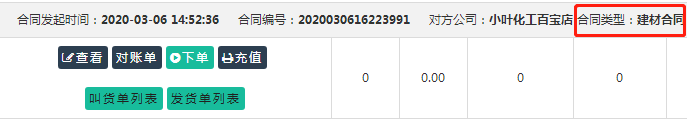 合同发起时间：2020-03-06 14:52:36 合同编号：2020030616223991 对方公司：小叶化工百宝店 合同类型：建材合同
查看 对账单 下单 充值 0 0.00 0 0
叫货单列表 发货单列表